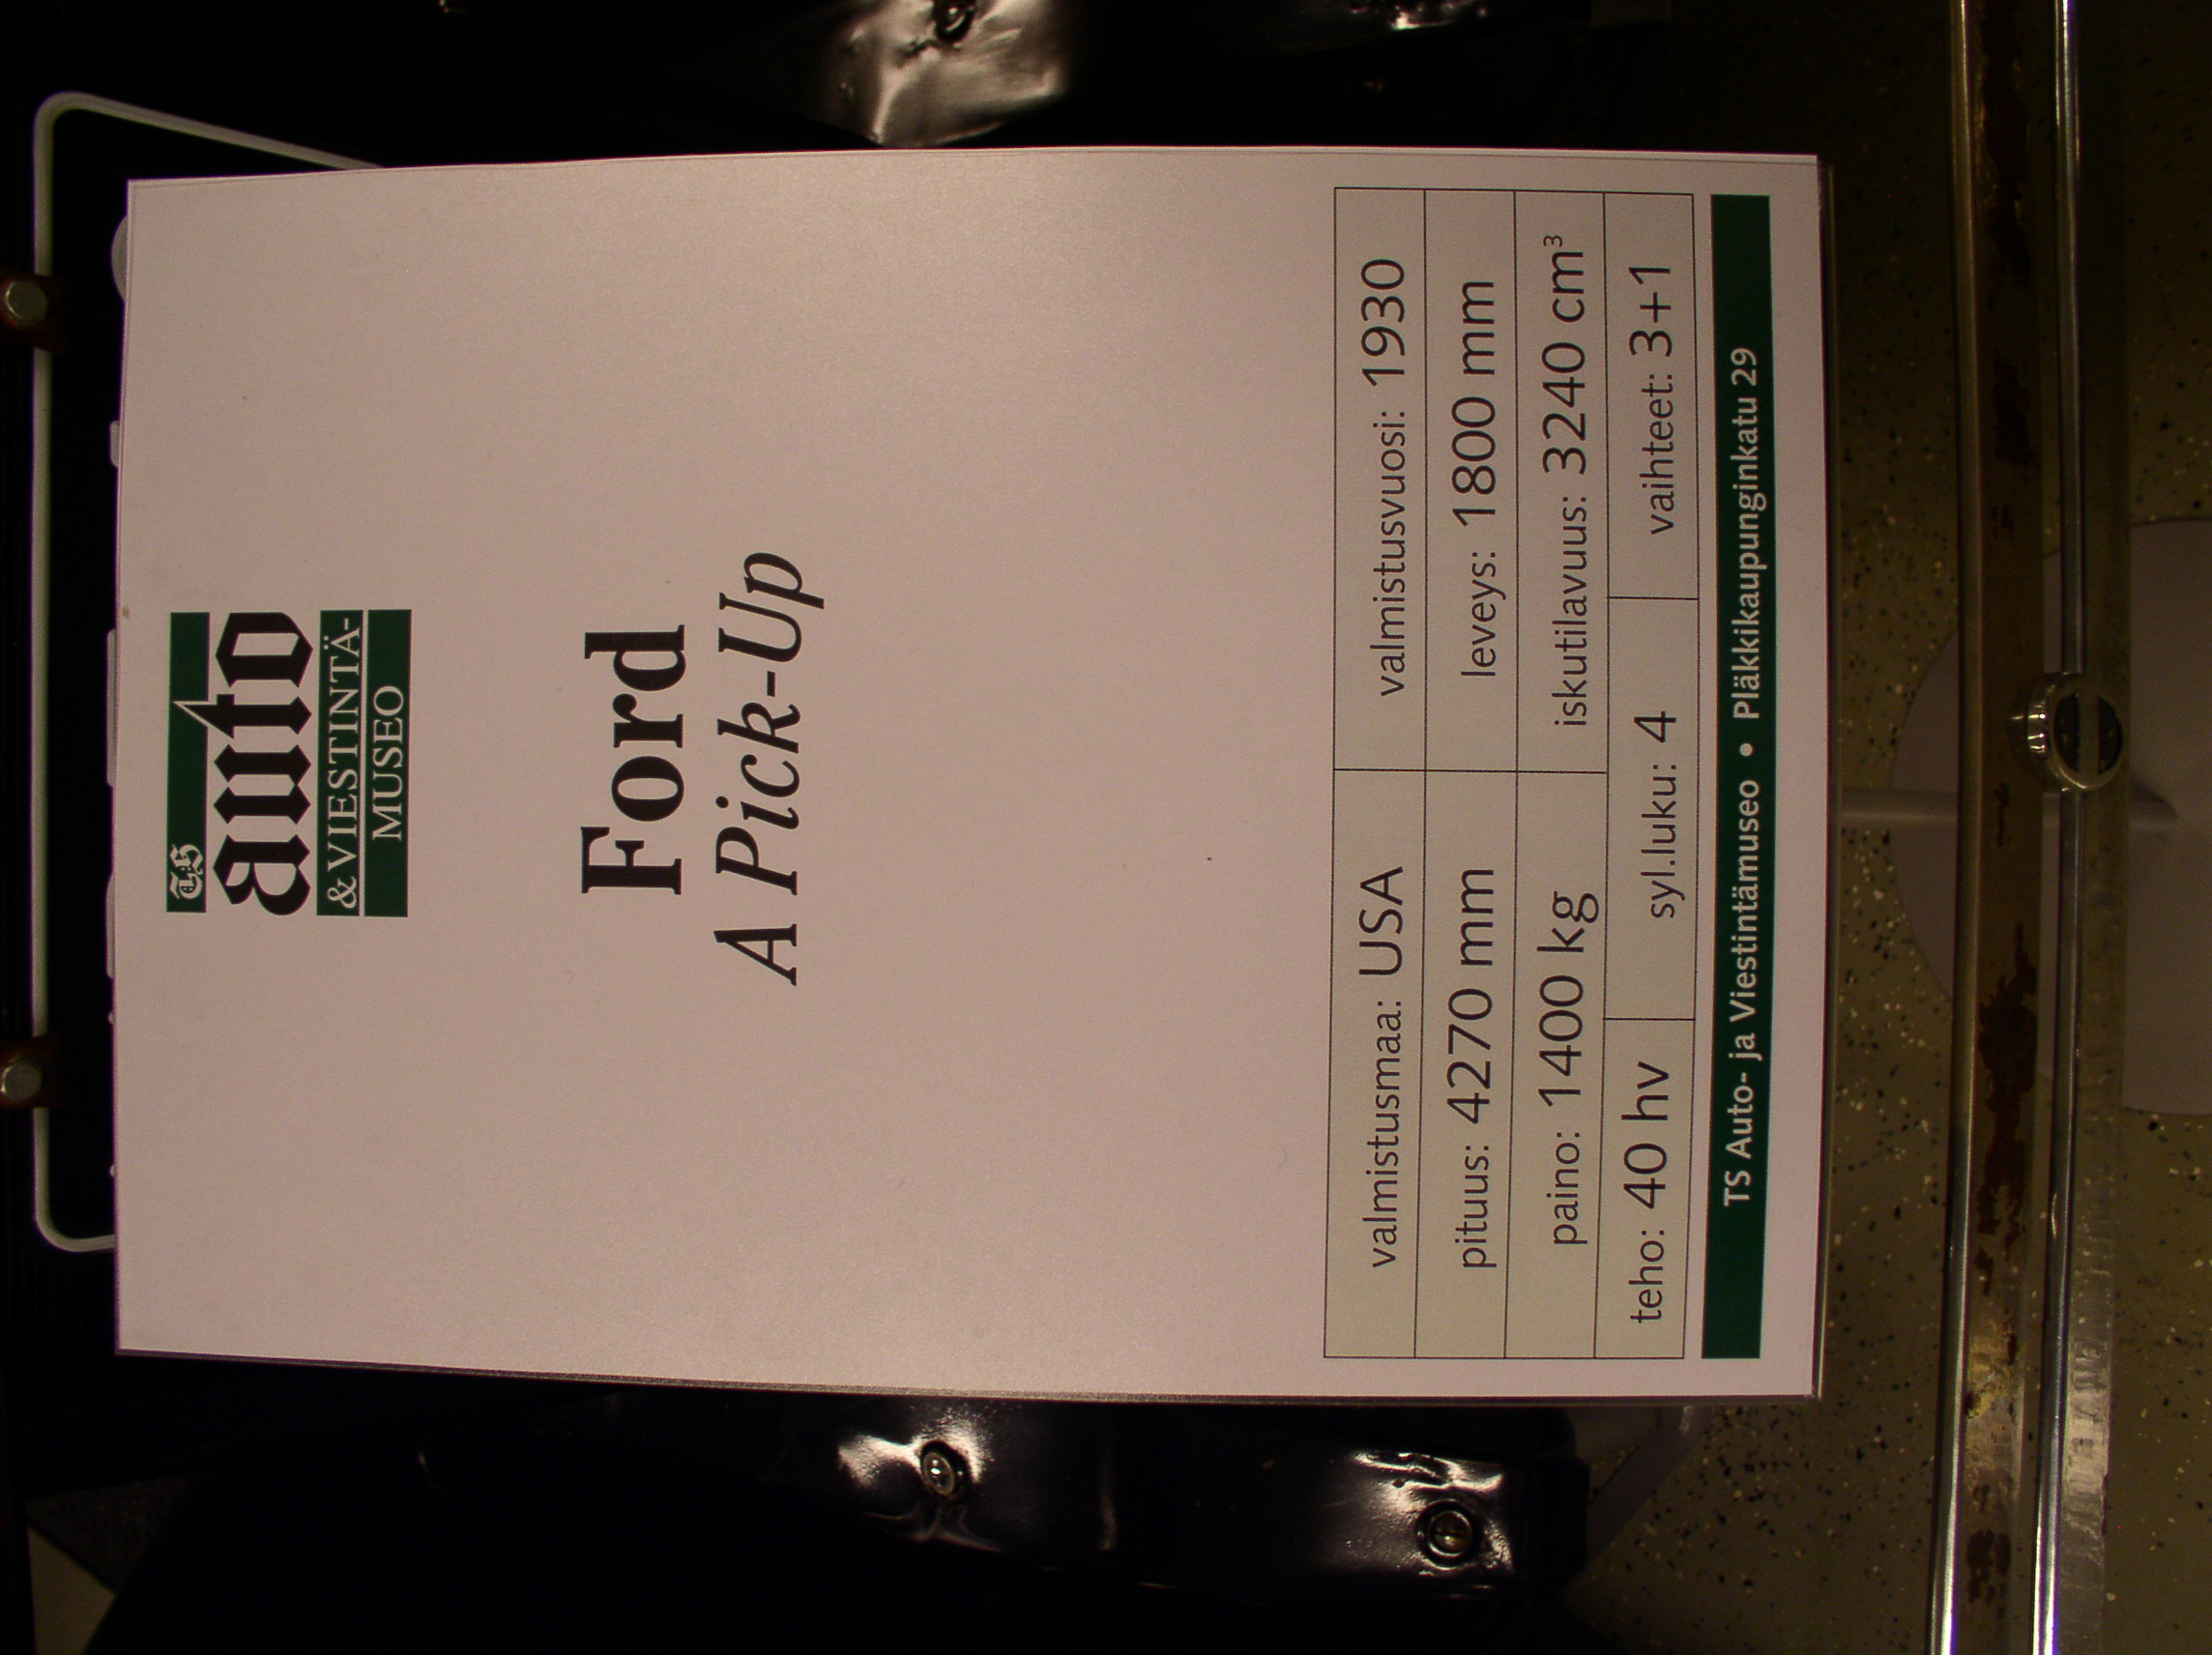 TS
auto
& VIESTINTÄ-
MUSEO
Ford
A Pick-Up
valmistusmaa: USA valmistusvuosi: 1930
pituus: 4270 mm leveys: 1800 mm
paino: 1400 kg iskutilavuus: 3240 cm³
teho: 40 hv syl.luku: 4 vaihteet: 3+1
TS Auto- ja Viestintämuseo • Pläkkikaupunginkatu 29